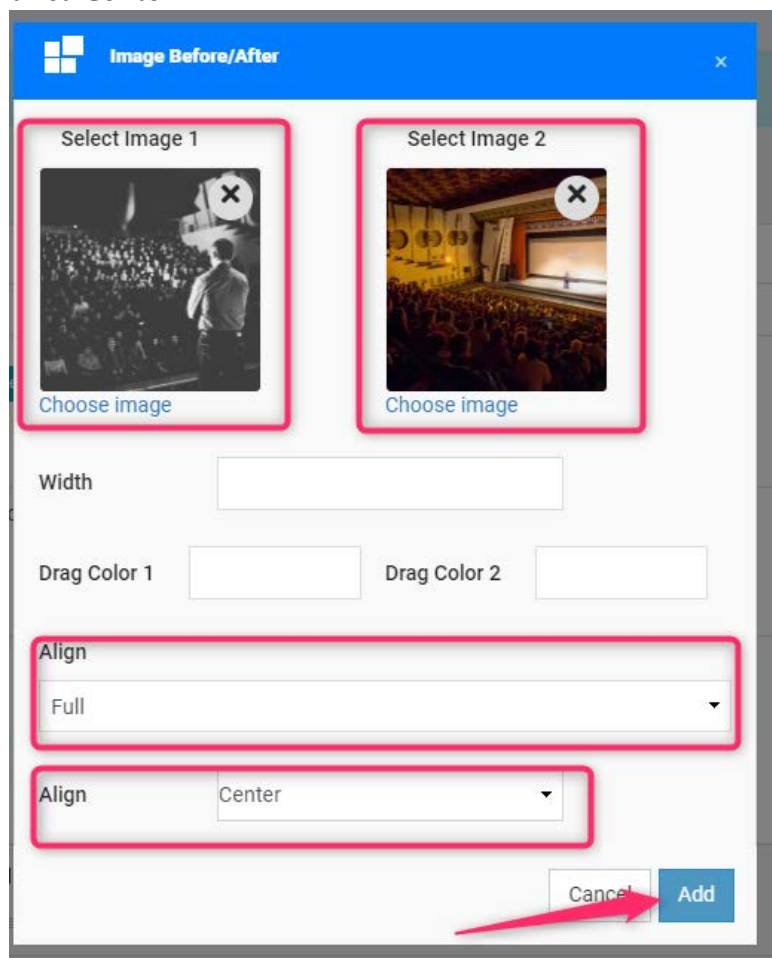 Image Before/After
×
Select Image 1
Select Image 2
Choose image
Choose image
Width
Drag Color 1
Drag Color 2
Align
Full
Align
Center
Cancel
Add